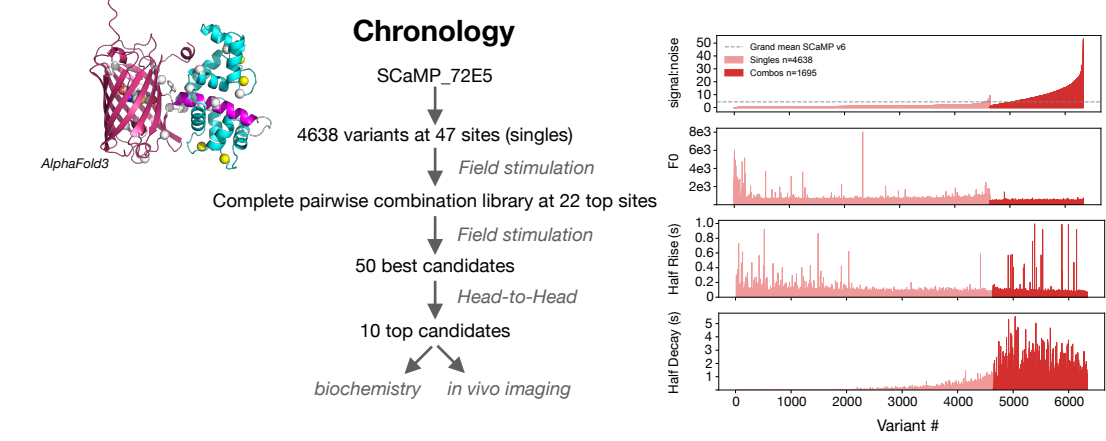 Chronology
AlphaFold3
SCaMP_72E5
4638 variants at 47 sites (singles)
Field stimulation
Complete pairwise combination library at 22 top sites
Field stimulation
50 best candidates
Head-to-Head
10 top candidates
biochemistry
in vivo imaging
signal:noise
50
40
30
20
10
0
Grand mean SCaMP v6
Singles n=4638
Combos n=1695
F0
8e3
6e3
4e3
2e3
Half Rise (s)
1.0
0.8
0.6
0.4
0.2
0
Half Decay (s)
5
4
3
2
1
0 1000 2000 3000 4000 5000 6000
Variant #